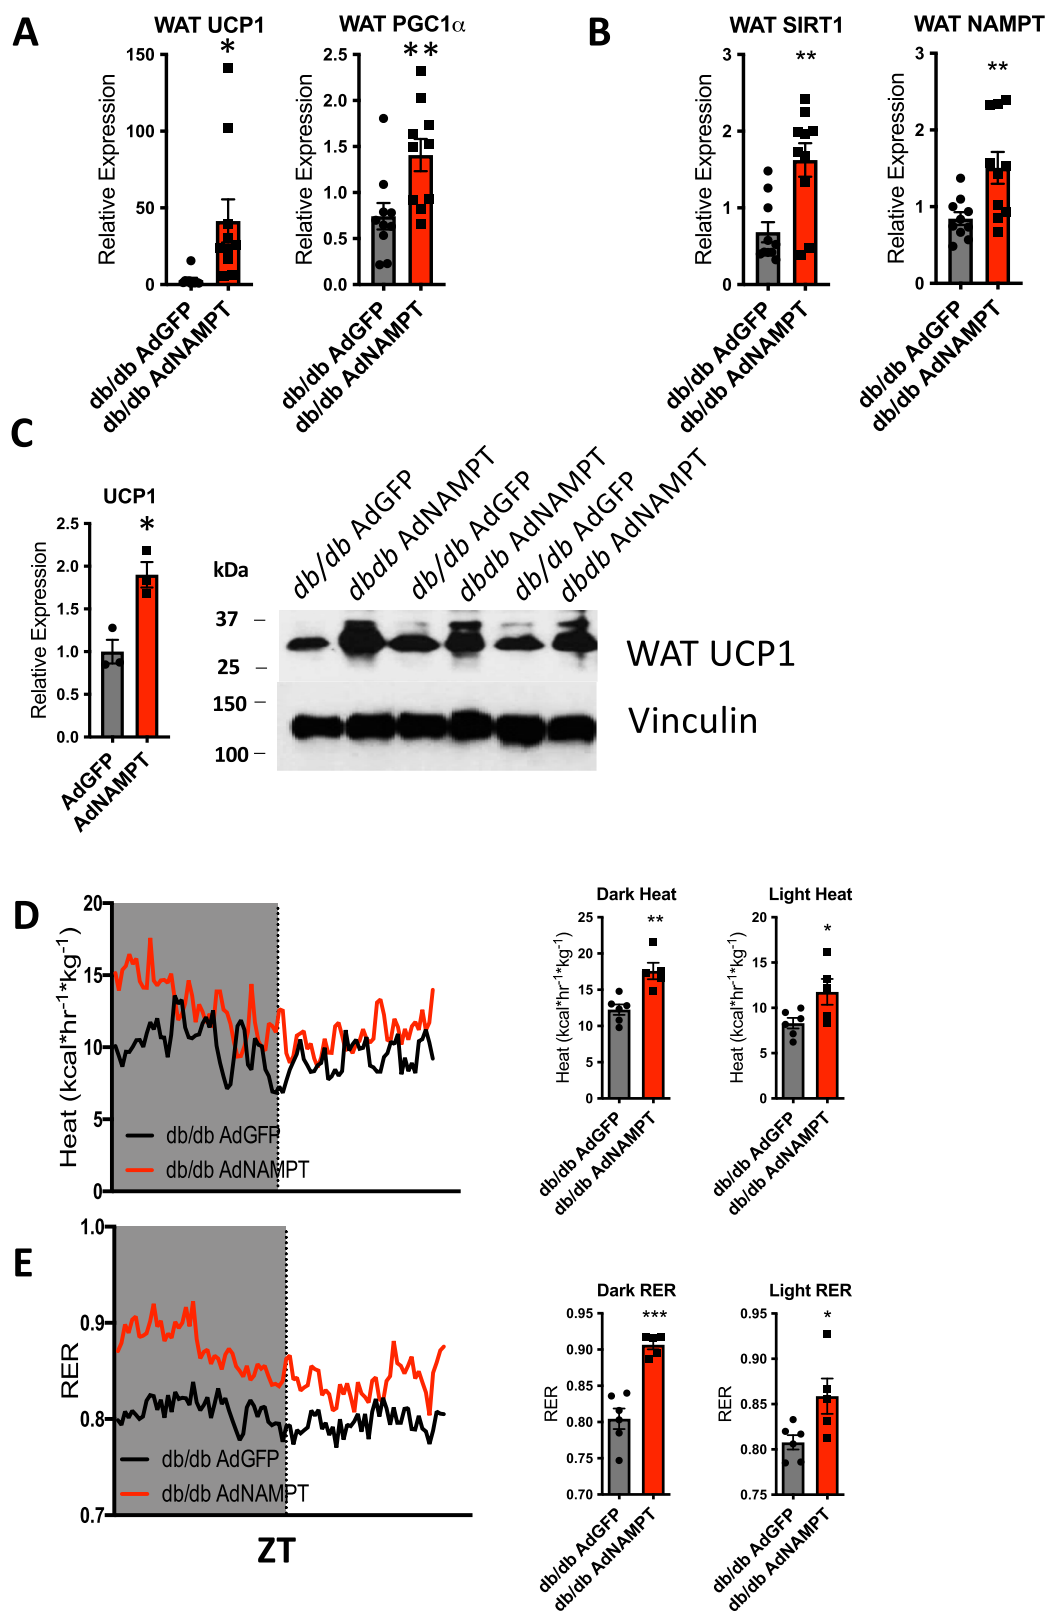 A
WAT UCP1
WAT PGC1α
B
WAT SIRT1
WAT NAMPT
*
**
**
**
Relative Expression
150
100
50
0
Relative Expression
2.5
2.0
1.5
1.0
0.5
0.0
Relative Expression
3
2
1
0
Relative Expression
3
2
1
0
db/db AdGFP
db/db AdNAMPT
db/db AdGFP
db/db AdNAMPT
db/db AdGFP
db/db AdNAMPT
db/db AdGFP
db/db AdNAMPT
C
UCP1
*
Relative Expression
2.5
2.0
1.5
1.0
0.5
0.0
AdGFP
AdNAMPT
db/db AdGFP
dbdb AdNAMPT
db/db AdGFP
dbdb AdNAMPT
db/db AdGFP
dbdb AdNAMPT
kDa
37
25
WAT UCP1
150
100
Vinculin
D
Heat (kcal*hr⁻¹*kg⁻¹)
20
15
10
5
0
db/db AdGFP
db/db AdNAMPT
Dark Heat
**
Heat (kcal*hr⁻¹*kg⁻¹)
25
20
15
10
5
0
db/db AdGFP
db/db AdNAMPT
Light Heat
*
Heat (kcal*hr⁻¹*kg⁻¹)
20
15
10
5
0
db/db AdGFP
db/db AdNAMPT
E
RER
1.0
0.9
0.8
0.7
db/db AdGFP
db/db AdNAMPT
ZT
Dark RER
***
RER
0.95
0.90
0.85
0.80
0.75
0.70
db/db AdGFP
db/db AdNAMPT
Light RER
*
RER
0.95
0.90
0.85
0.80
0.75
0.70
db/db AdGFP
db/db AdNAMPT